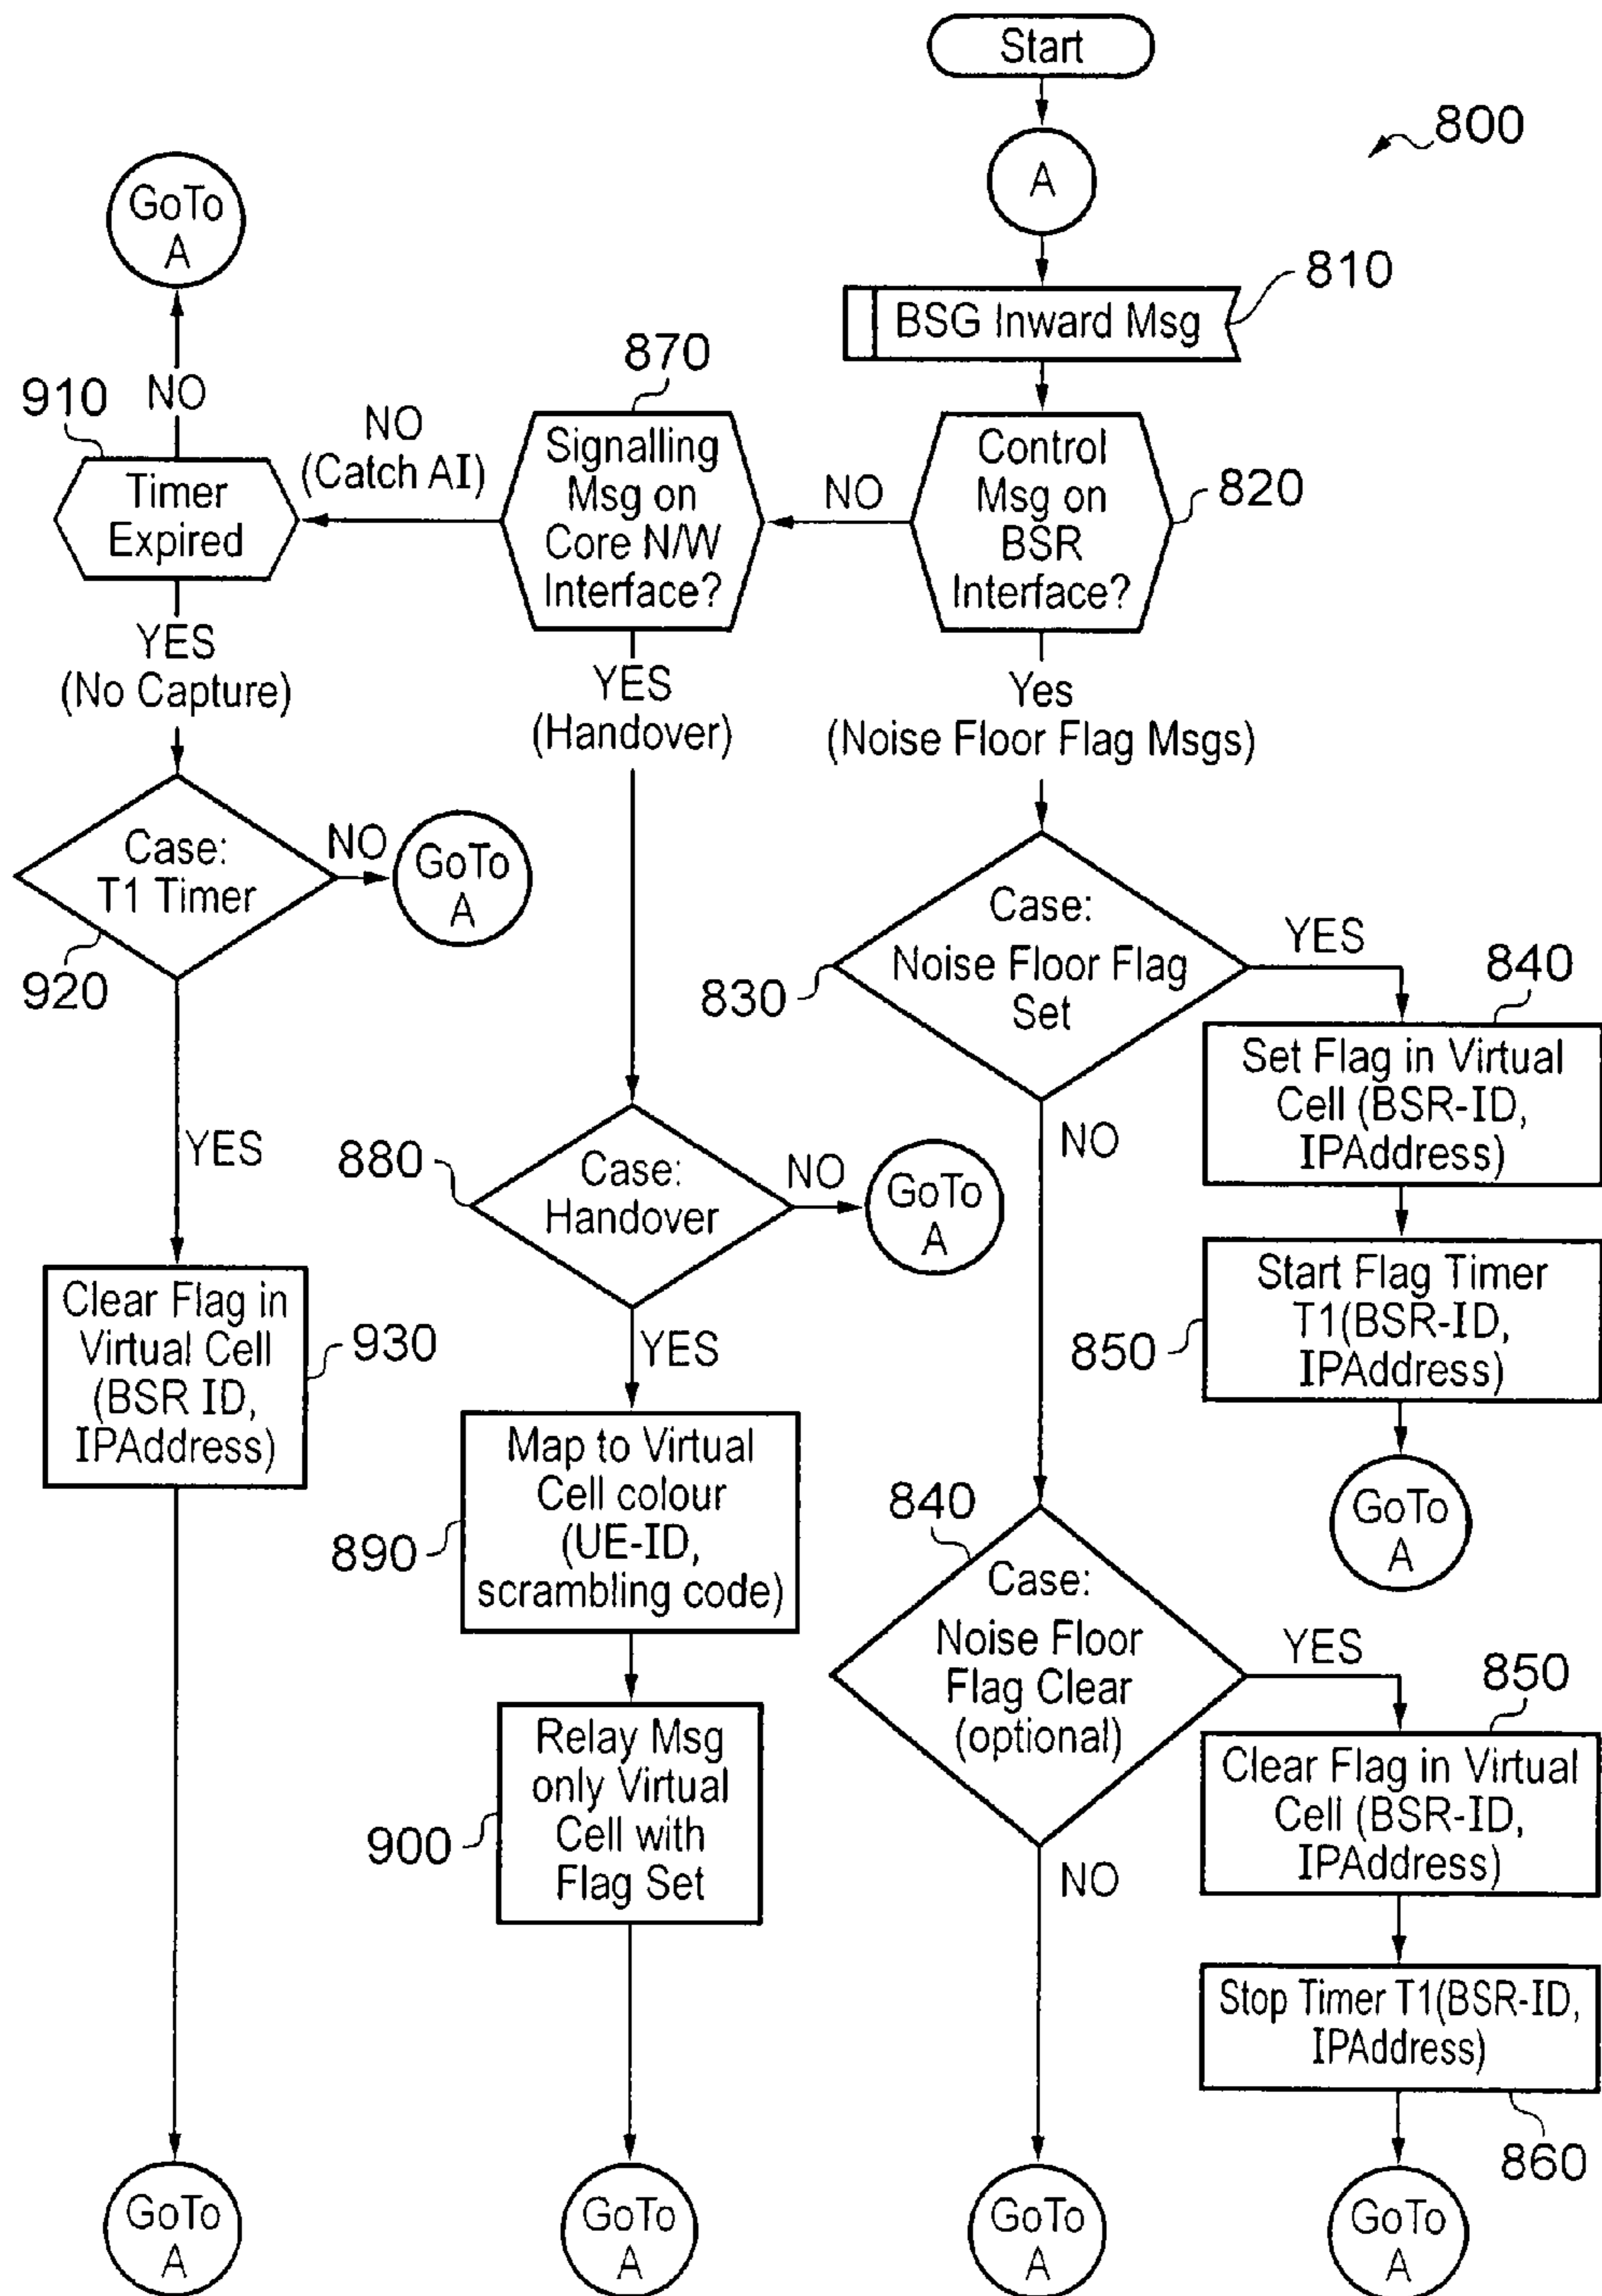 Start
A
800
BSG Inward Msg
810
Control
Msg on
BSR
Interface?
820
NO
870
Signalling
Msg on
Core N/W
Interface?
NO
(Catch AI)
910
Timer
Expired
NO
GoTo
A
YES
(No Capture)
Case:
T1 Timer
920
NO
GoTo
A
YES
Clear Flag in
Virtual Cell
(BSR ID,
IPAddress)
930
GoTo
A
YES
(Handover)
Case:
Handover
880
NO
GoTo
A
YES
Map to Virtual
Cell colour
(UE-ID,
scrambling code)
890
Relay Msg
only Virtual
Cell with
Flag Set
900
GoTo
A
Yes
(Noise Floor Flag Msgs)
Case:
Noise Floor Flag
Set
830
YES
840
Set Flag in Virtual
Cell (BSR-ID,
IPAddress)
Start Flag Timer
T1(BSR-ID,
IPAddress)
850
GoTo
A
NO
840
Case:
Noise Floor
Flag Clear
(optional)
YES
850
Clear Flag in Virtual
Cell (BSR-ID,
IPAddress)
Stop Timer T1(BSR-ID,
IPAddress)
860
GoTo
A
NO
GoTo
A